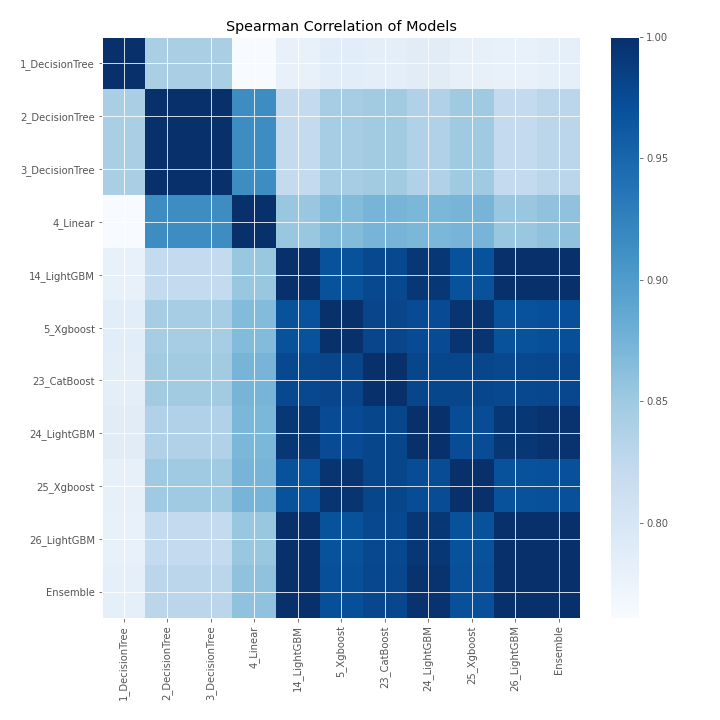 Spearman Correlation of Models
1_DecisionTree
2_DecisionTree
3_DecisionTree
4_Linear
14_LightGBM
5_Xgboost
23_CatBoost
24_LightGBM
25_Xgboost
26_LightGBM
Ensemble
1_DecisionTree
2_DecisionTree
3_DecisionTree
4_Linear
14_LightGBM
5_Xgboost
23_CatBoost
24_LightGBM
25_Xgboost
26_LightGBM
Ensemble
1.00
0.95
0.90
0.85
0.80